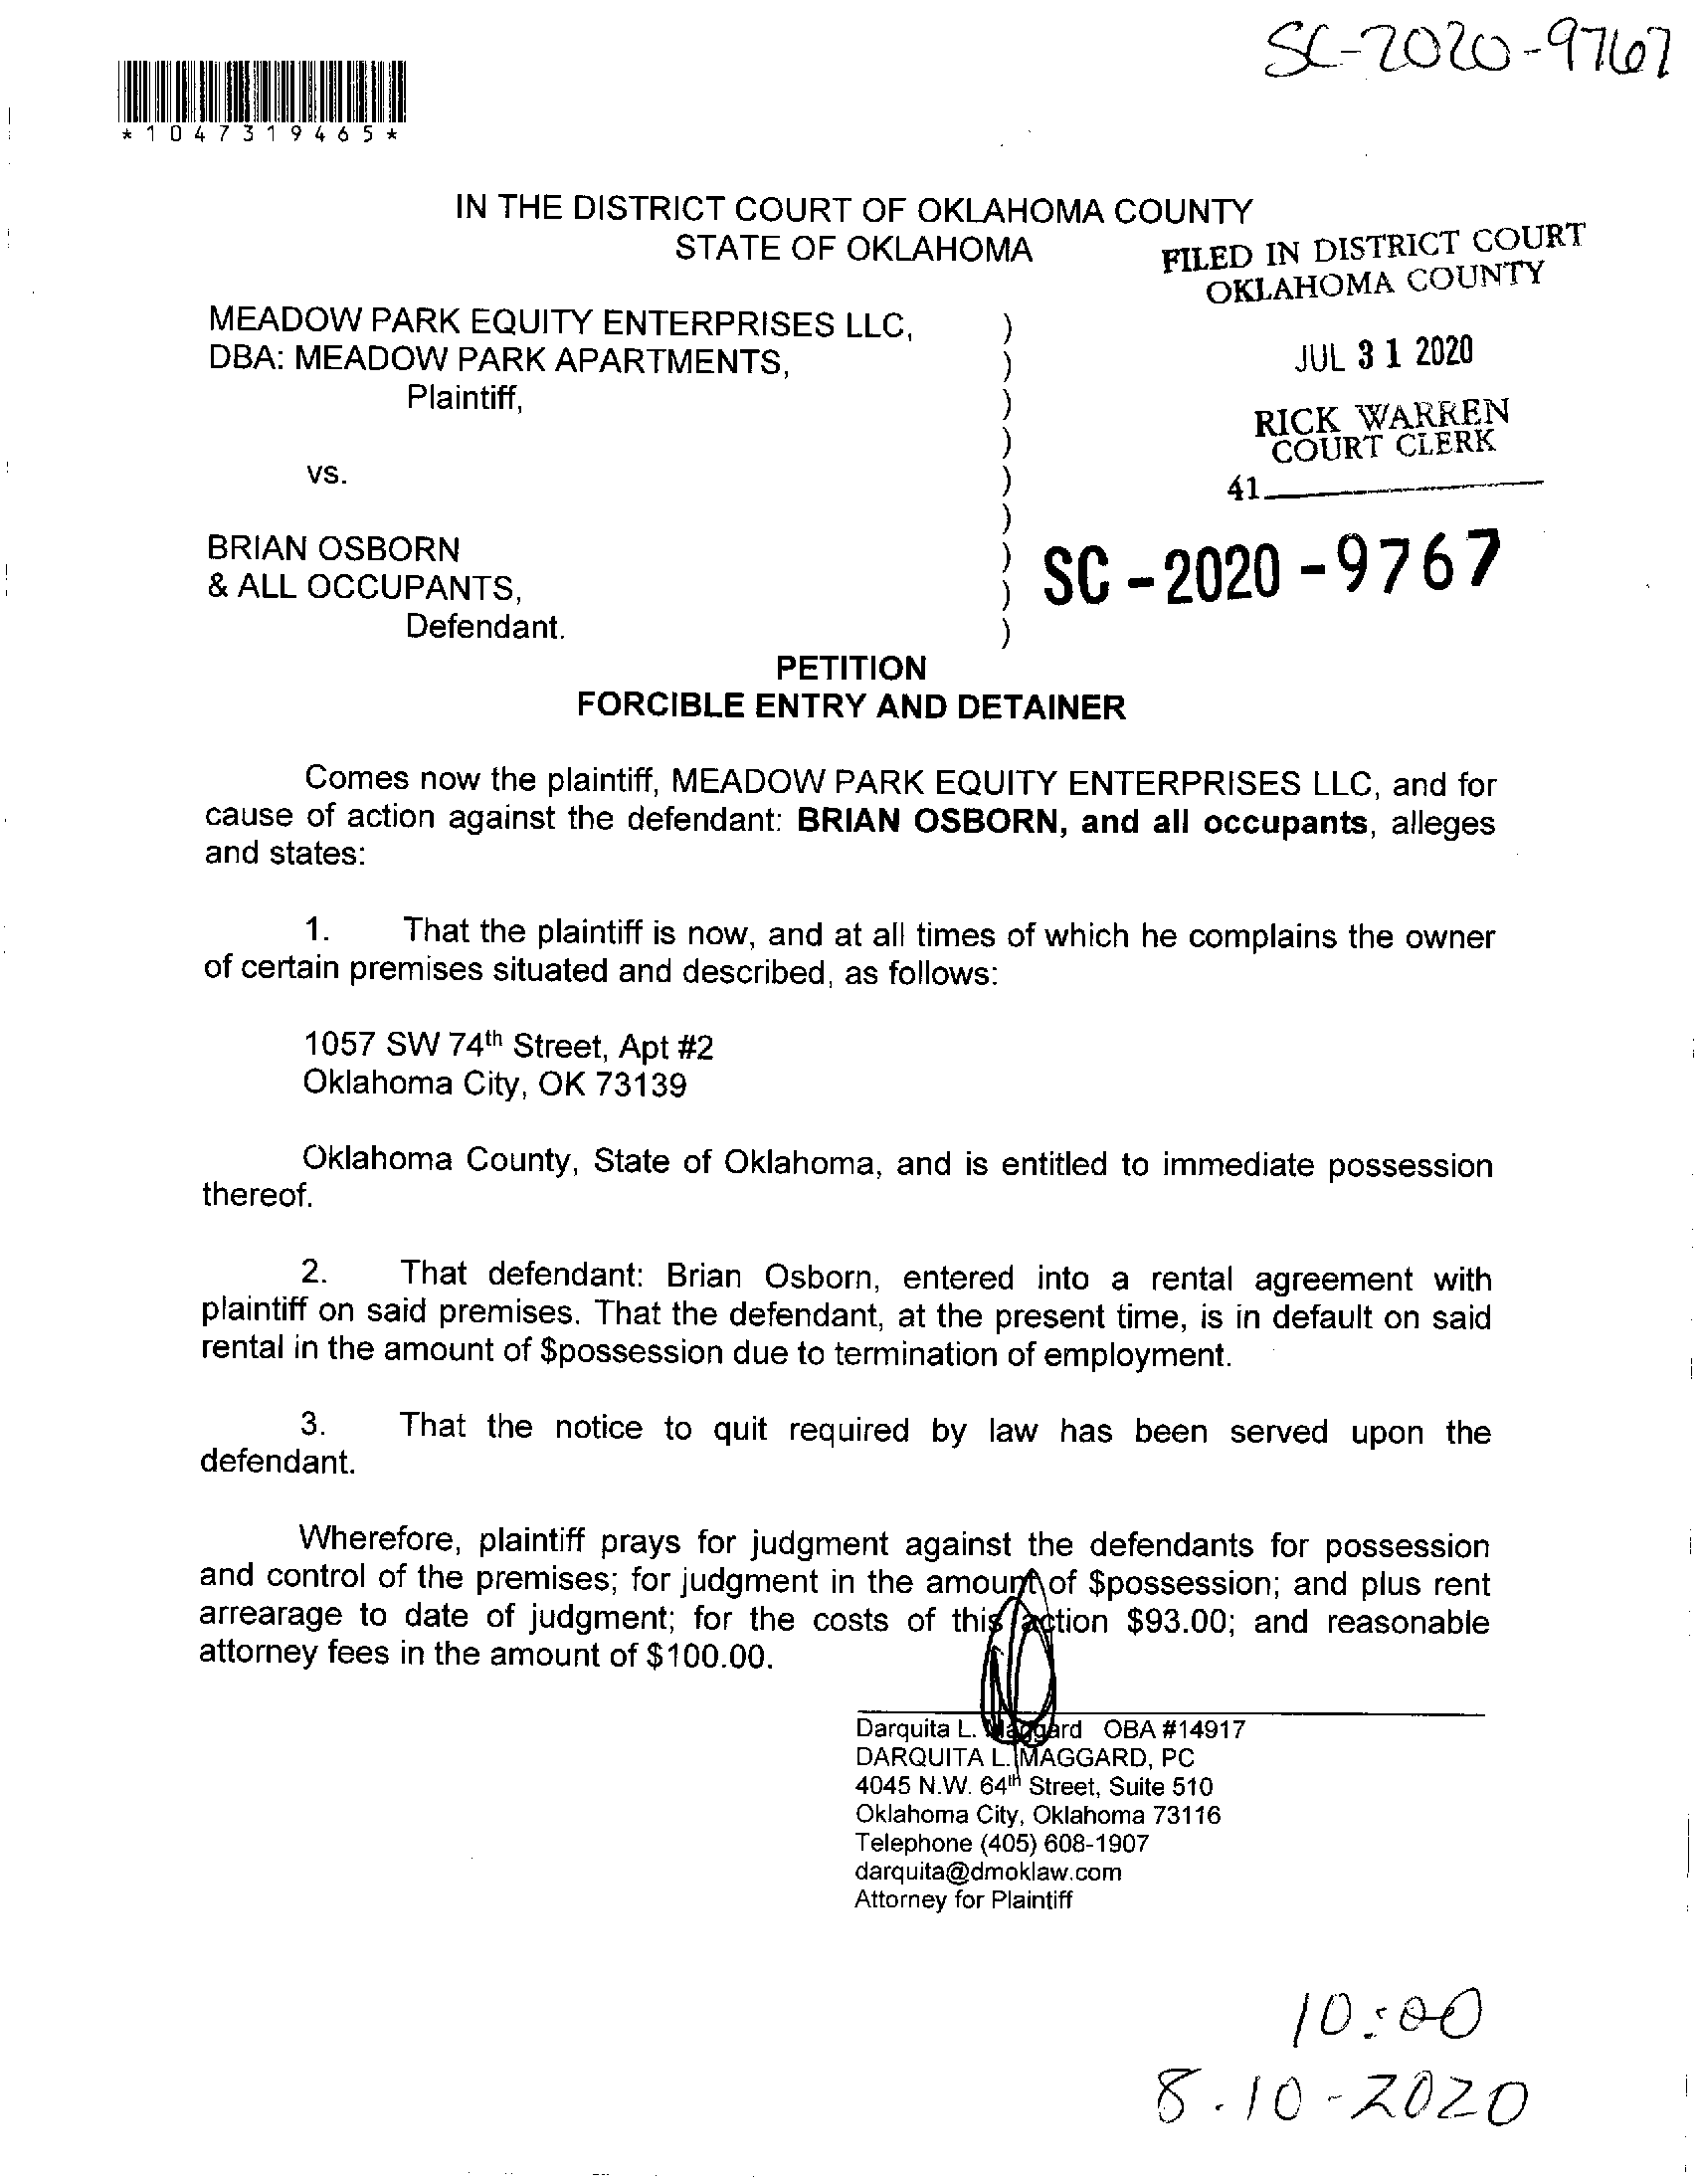 SC-2020-9767
*1047319465*
IN THE DISTRICT COURT OF OKLAHOMA COUNTY
STATE OF OKLAHOMA
FILED IN DISTRICT COURT
OKLAHOMA COUNTY
MEADOW PARK EQUITY ENTERPRISES LLC, )
DBA: MEADOW PARK APARTMENTS, )
JUL 31 2020
Plaintiff, )
RICK WARREN
COURT CLERK
)
vs. )
41
)
BRIAN OSBORN )
& ALL OCCUPANTS, )
SC-2020-9767
Defendant. )
PETITION
FORCIBLE ENTRY AND DETAINER
Comes now the plaintiff, MEADOW PARK EQUITY ENTERPRISES LLC, and for
cause of action against the defendant: BRIAN OSBORN, and all occupants, alleges
and states:
1. That the plaintiff is now, and at all times of which he complains the owner
of certain premises situated and described, as follows:
1057 SW 74th Street, Apt #2
Oklahoma City, OK 73139
Oklahoma County, State of Oklahoma, and is entitled to immediate possession
thereof.
2. That defendant: Brian Osborn, entered into a rental agreement with
plaintiff on said premises. That the defendant, at the present time, is in default on said
rental in the amount of $possession due to termination of employment.
3. That the notice to quit required by law has been served upon the
defendant.
Wherefore, plaintiff prays for judgment against the defendants for possession
and control of the premises; for judgment in the amount of $possession; and plus rent
arrearage to date of judgment; for the costs of this action $93.00; and reasonable
attorney fees in the amount of $100.00.
Darquita L. Maggard OBA #14917
DARQUITA L. MAGGARD, PC
4045 N.W. 64th Street, Suite 510
Oklahoma City, Oklahoma 73116
Telephone (405) 608-1907
darquita@dmoklaw.com
Attorney for Plaintiff
10:00
8.10-2020